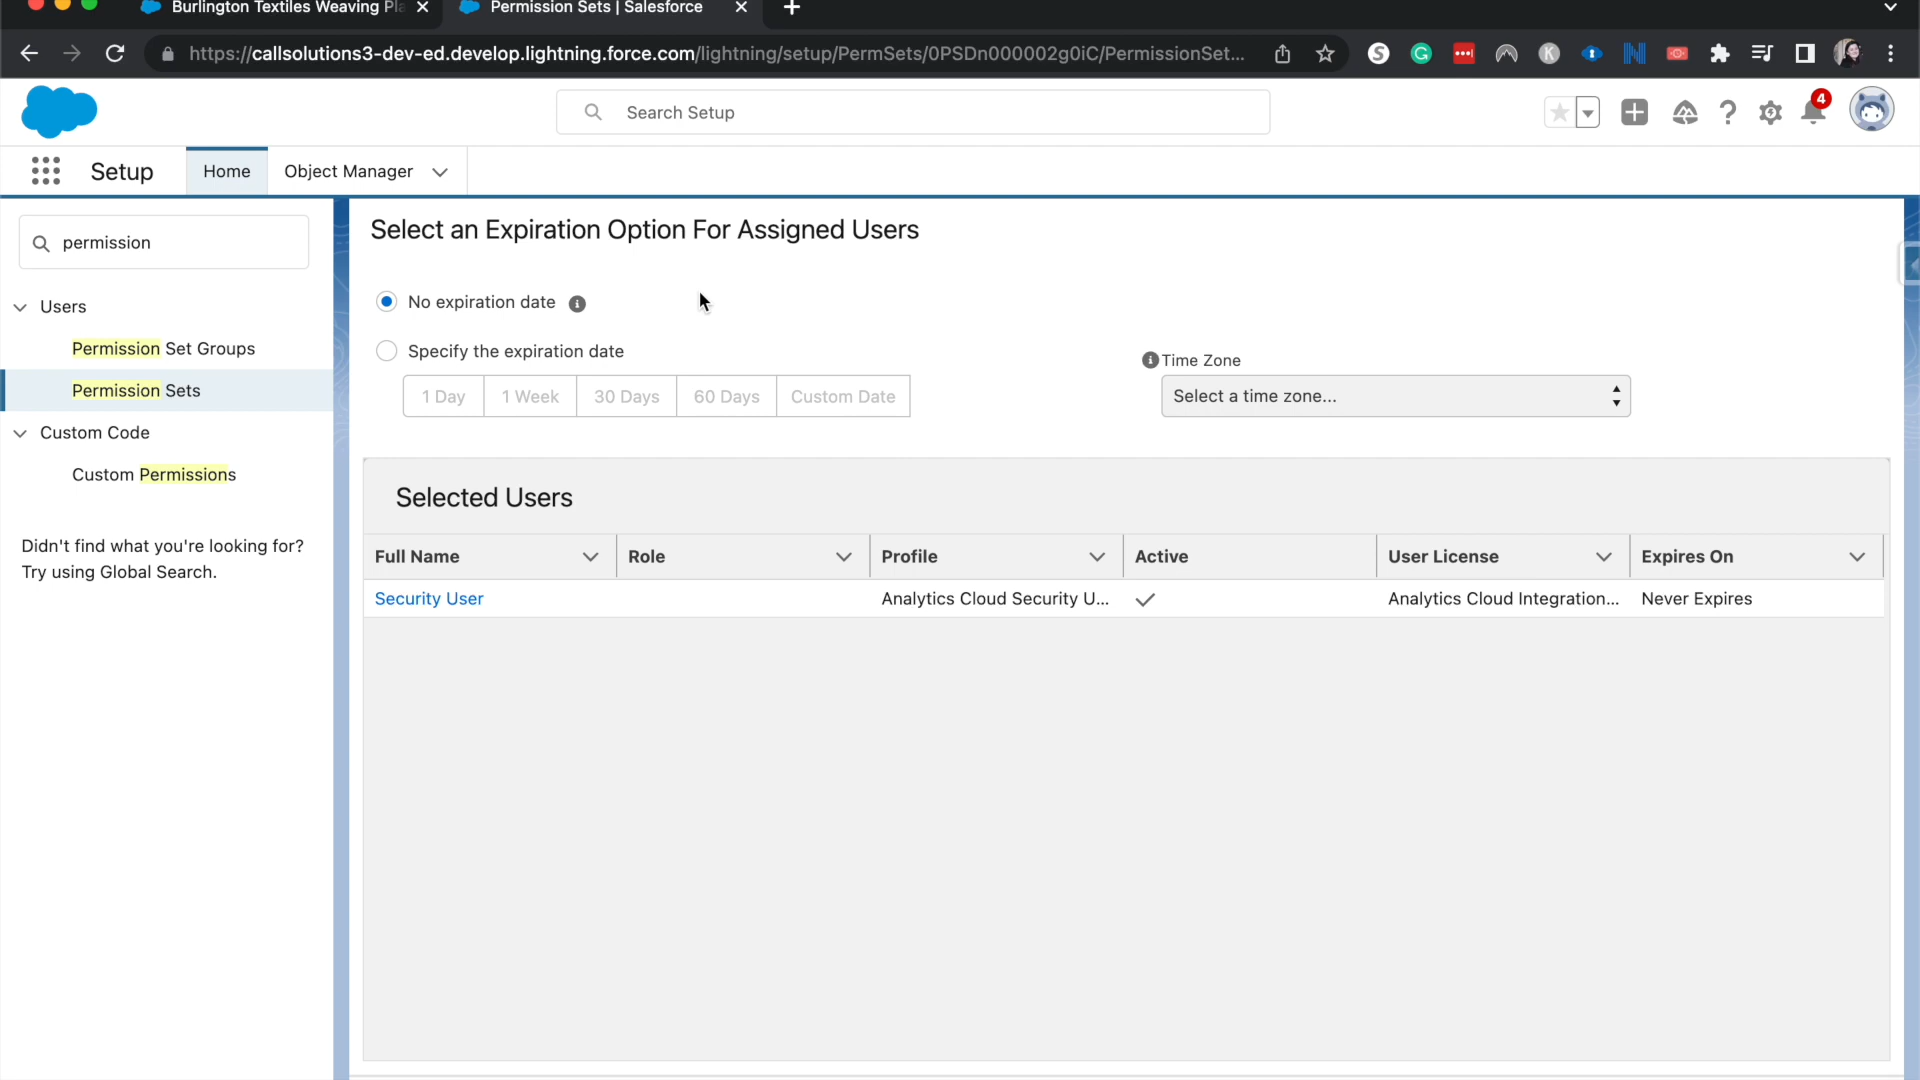 Burlington Textiles Weaving Pla
Permission Sets | Salesforce
https://callsolutions3-dev-ed.develop.lightning.force.com/lightning/setup/PermSets/0PSDn000002g0iC/PermissionSet...
Search Setup
4
Setup
Home
Object Manager
permission
Users
Permission Set Groups
Permission Sets
Custom Code
Custom Permissions
Didn't find what you're looking for?
Try using Global Search.
Select an Expiration Option For Assigned Users
No expiration date
Specify the expiration date
1 Day 1 Week 30 Days 60 Days Custom Date
Time Zone
Select a time zone...
Selected Users
Full Name Role Profile Active User License Expires On
Security User Analytics Cloud Security U... Analytics Cloud Integration... Never Expires